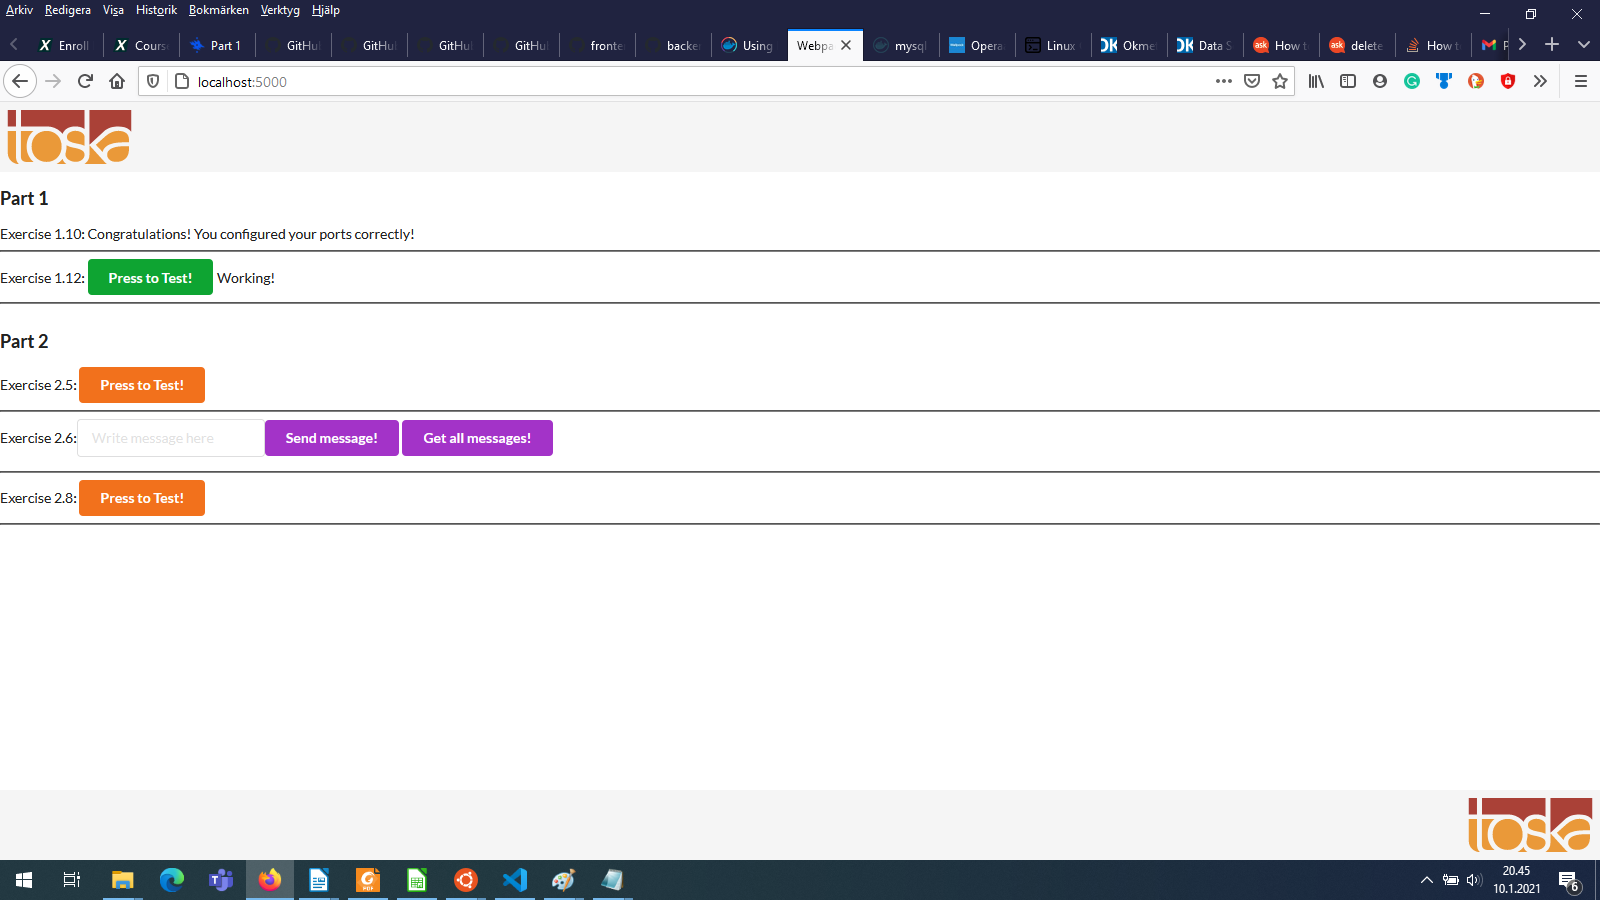 Arkiv Redigera Visa Historik Bokmärken Verktyg Hjälp
Enroll Cours Part 1 GitHu GitHu GitHu GitHu fronte backe Using Webpa mysql Opera Linux Okme Data S How t delete How t
localhost:5000
toska
Part 1
Exercise 1.10: Congratulations! You configured your ports correctly!
Exercise 1.12: Press to Test! Working!
Part 2
Exercise 2.5: Press to Test!
Exercise 2.6: Write message here Send message! Get all messages!
Exercise 2.8: Press to Test!
toska
20.45
10.1.2021
6